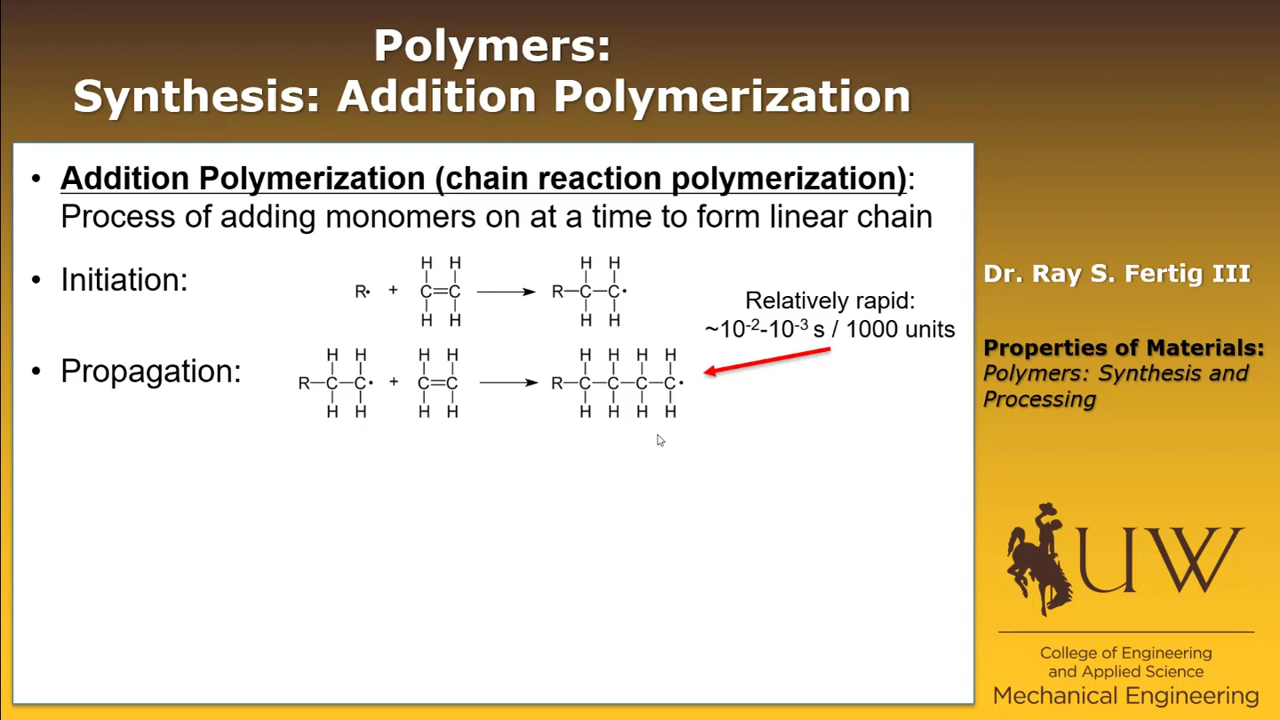 Polymers:
Synthesis: Addition Polymerization
• Addition Polymerization (chain reaction polymerization):
Process of adding monomers on at a time to form linear chain
• Initiation:
H H H H
R• + C=C → R–C–C•
H H H H
Relatively rapid:
~10⁻²-10⁻³ s / 1000 units
• Propagation:
H H H H H H H H
R–C–C• + C=C → R–C–C–C–C•
H H H H H H H H
Dr. Ray S. Fertig III
Properties of Materials:
Polymers: Synthesis and
Processing
UW
College of Engineering
and Applied Science
Mechanical Engineering